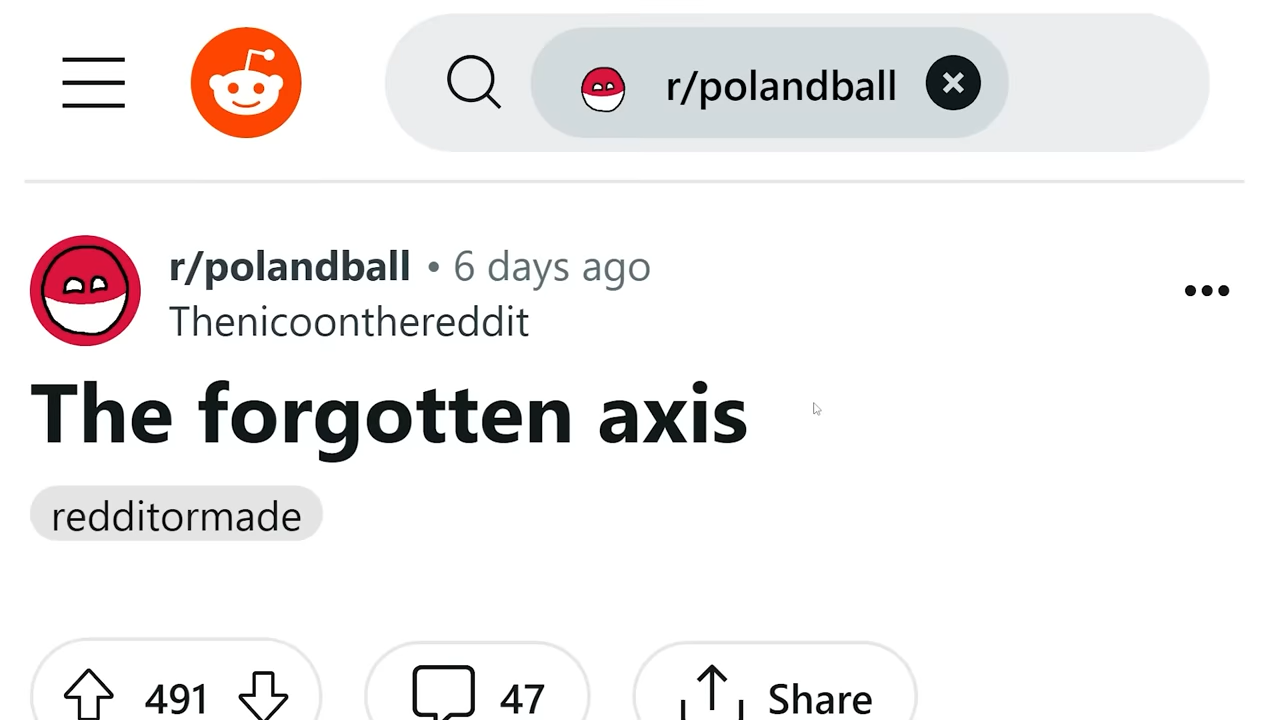 r/polandball
r/polandball • 6 days ago
Thenicoonthereddit
The forgotten axis
redditormade
491
47
Share